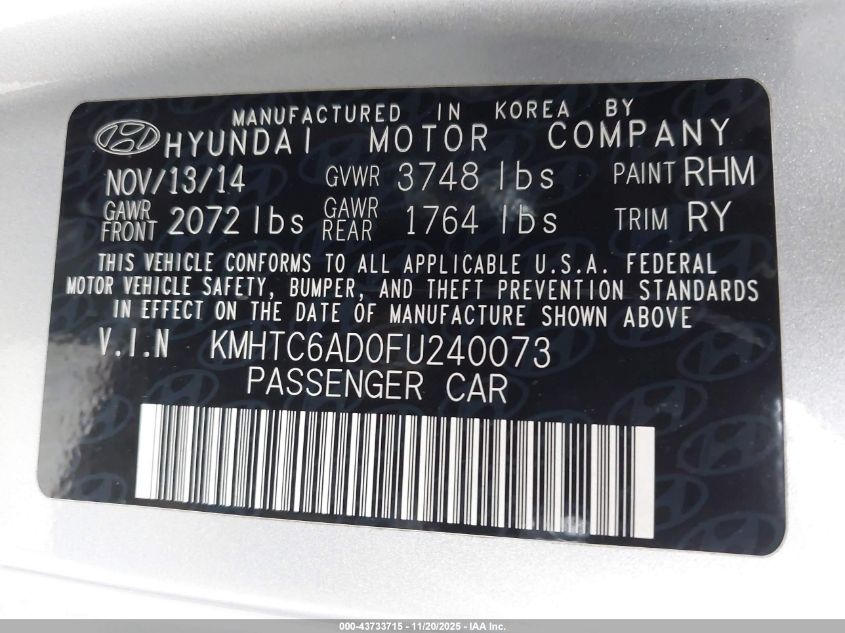 MANUFACTURED IN KOREA BY
HYUNDAI MOTOR COMPANY
NOV/13/14 GVWR 3748 lbs PAINT RHM
GAWR FRONT 2072 lbs GAWR REAR 1764 lbs TRIM RY
THIS VEHICLE CONFORMS TO ALL APPLICABLE U.S.A. FEDERAL
MOTOR VEHICLE SAFETY, BUMPER, AND THEFT PREVENTION STANDARDS
IN EFFECT ON THE DATE OF MANUFACTURE SHOWN ABOVE
V.I.N KMHTC6AD0FU240073
PASSENGER CAR
000-43733715 - 11/20/2025 - IAA Inc.